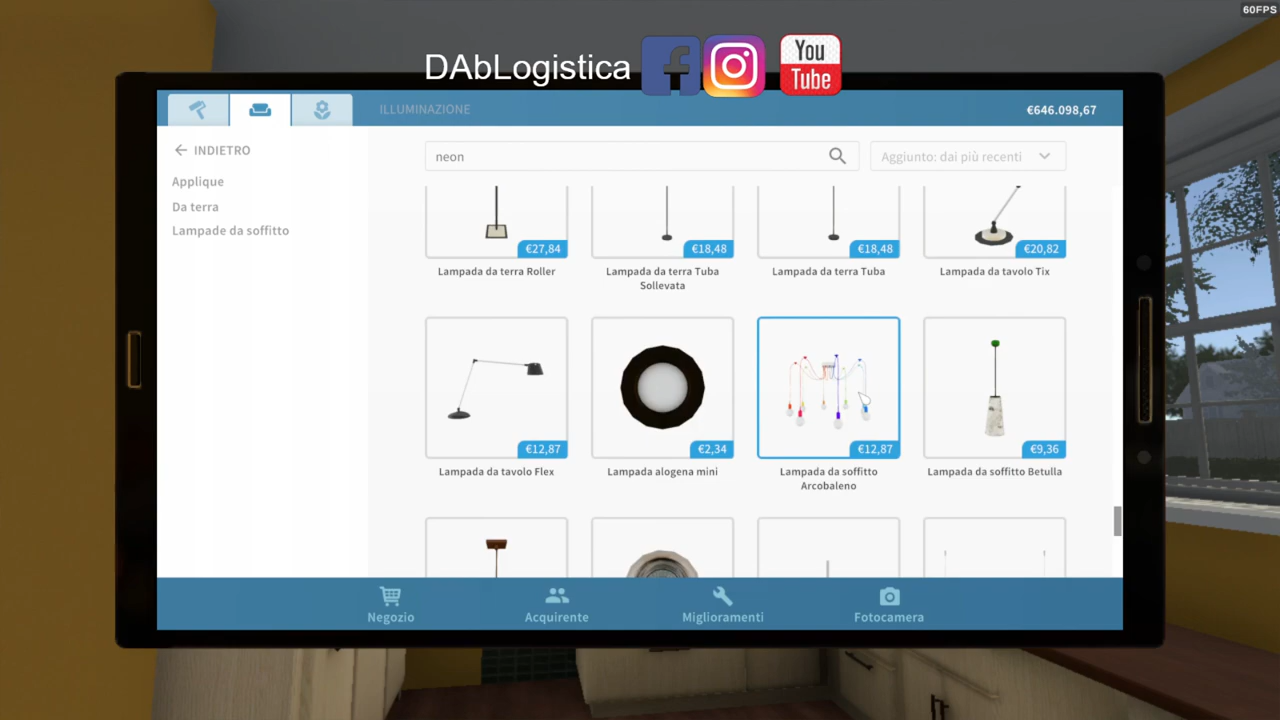 60FPS
DAbLogistica
f
You
Tube
ILLUMINAZIONE
€646.098,67
INDIETRO
Applique
Da terra
Lampade da soffitto
neon
Aggiunto: dai più recenti
€27,84
€18,48
€18,48
€20,82
Lampada da terra Roller
Lampada da terra Tuba
Sollevata
Lampada da terra Tuba
Lampada da tavolo Tix
€12,87
€2,34
€12,87
€9,36
Lampada da tavolo Flex
Lampada alogena mini
Lampada da soffitto
Arcobaleno
Lampada da soffitto Betulla
Negozio
Acquirente
Miglioramenti
Fotocamera